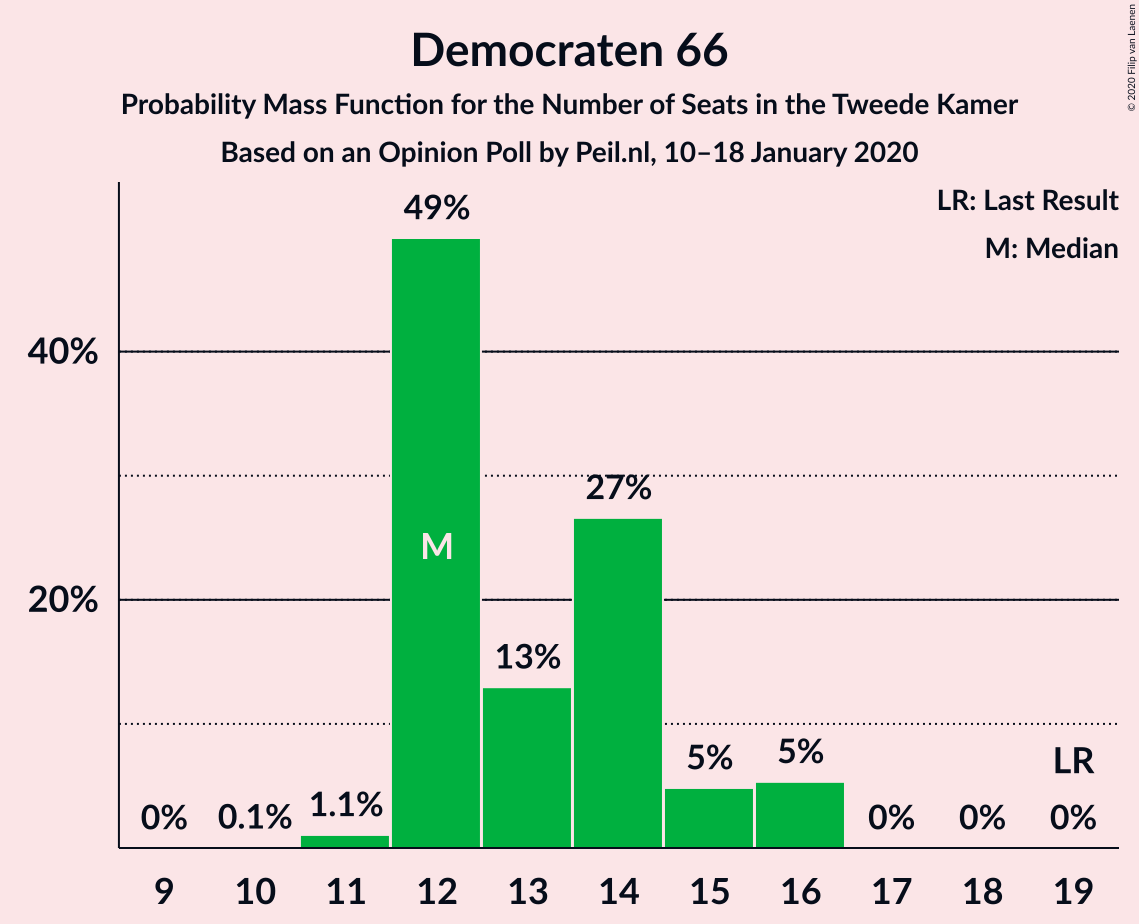 Democraten 66
Probability Mass Function for the Number of Seats in the Tweede Kamer
Based on an Opinion Poll by Peil.nl, 10–18 January 2020
© 2020 Filip van Laenen
LR: Last Result
M: Median
40%
20%
0%
0.1%
1.1%
49%
M
13%
27%
5%
5%
0%
0%
LR
0%
9 10 11 12 13 14 15 16 17 18 19